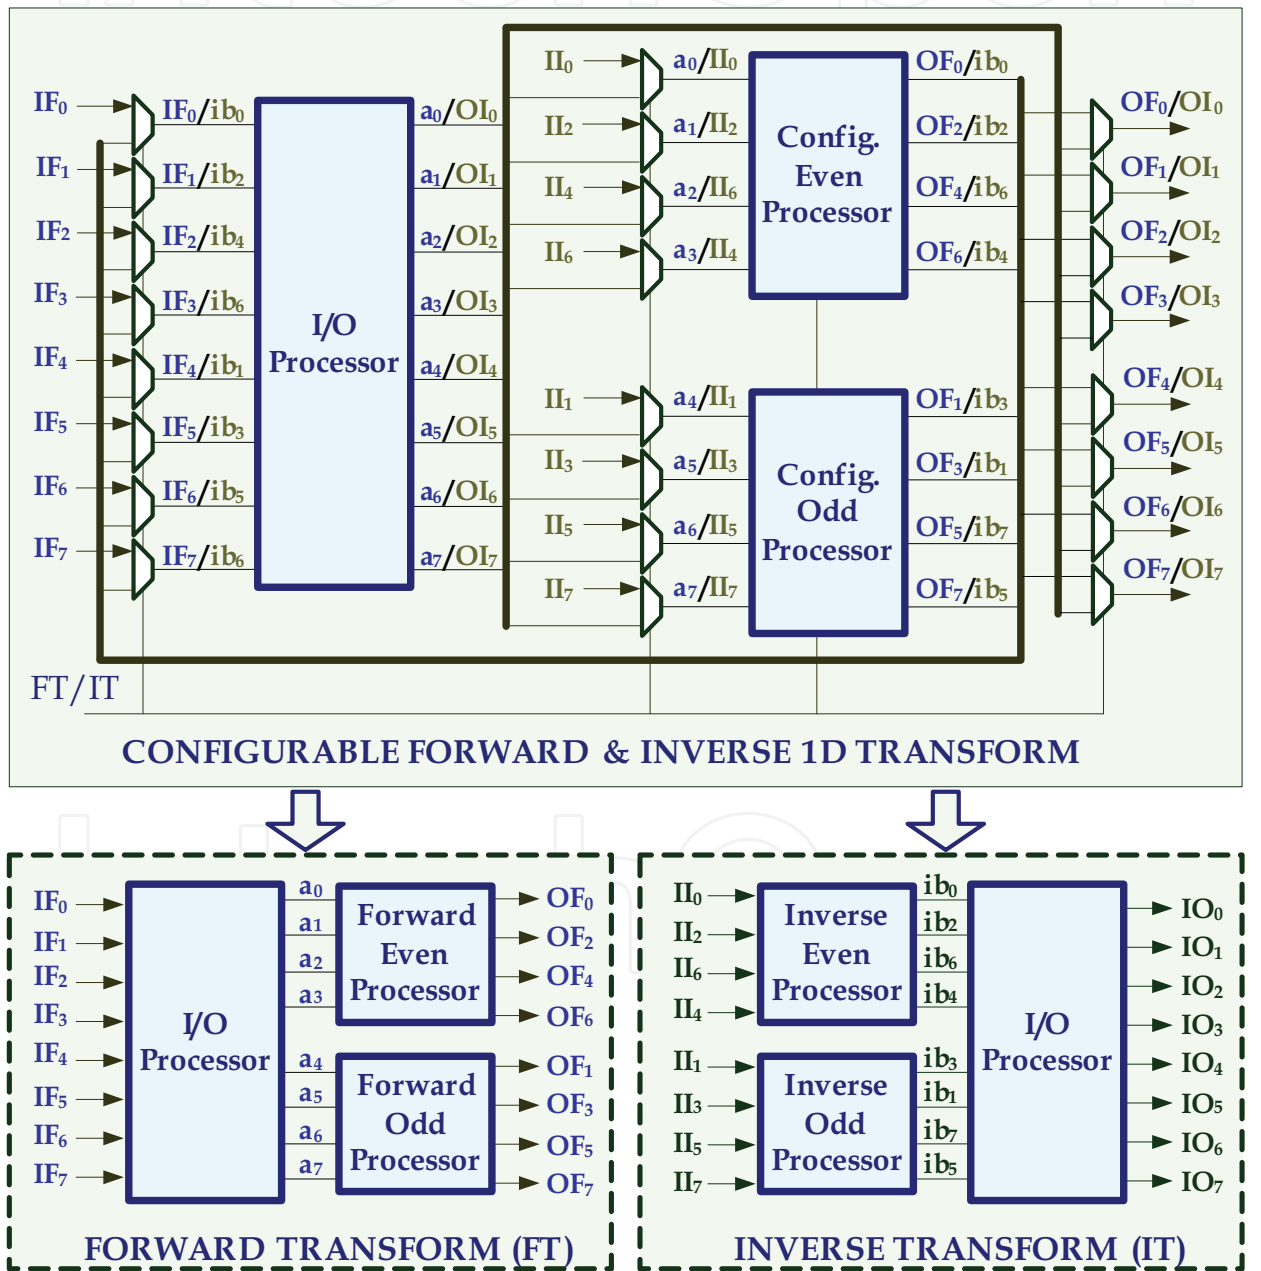 IF₀
IF₁
IF₂
IF₃
IF₄
IF₅
IF₆
IF₇
IF₀/ib₀
IF₁/ib₂
IF₂/ib₄
IF₃/ib₆
IF₄/ib₁
IF₅/ib₃
IF₆/ib₅
IF₇/ib₆
I/O
Processor
a₀/OI₀
a₁/OI₁
a₂/OI₂
a₃/OI₃
a₄/OI₄
a₅/OI₅
a₆/OI₆
a₇/OI₇
II₀
II₂
II₄
II₆
II₁
II₃
II₅
II₇
a₀/II₀
a₁/II₂
a₂/II₆
a₃/II₄
a₄/II₁
a₅/II₃
a₆/II₅
a₇/II₇
Config.
Even
Processor
Config.
Odd
Processor
OF₀/ib₀
OF₂/ib₂
OF₄/ib₆
OF₆/ib₄
OF₁/ib₃
OF₃/ib₁
OF₅/ib₇
OF₇/ib₅
OF₀/OI₀
OF₁/OI₁
OF₂/OI₂
OF₃/OI₃
OF₄/OI₄
OF₅/OI₅
OF₆/OI₆
OF₇/OI₇
FT/IT
CONFIGURABLE FORWARD & INVERSE 1D TRANSFORM
IF₀
IF₁
IF₂
IF₃
IF₄
IF₅
IF₆
IF₇
I/O
Processor
a₀
a₁
a₂
a₃
a₄
a₅
a₆
a₇
Forward
Even
Processor
Forward
Odd
Processor
OF₀
OF₂
OF₄
OF₆
OF₁
OF₃
OF₅
OF₇
FORWARD TRANSFORM (FT)
II₀
II₂
II₆
II₄
II₁
II₃
II₅
II₇
Inverse
Even
Processor
Inverse
Odd
Processor
ib₀
ib₂
ib₆
ib₄
ib₃
ib₁
ib₇
ib₅
I/O
Processor
IO₀
IO₁
IO₂
IO₃
IO₄
IO₅
IO₆
IO₇
INVERSE TRANSFORM (IT)